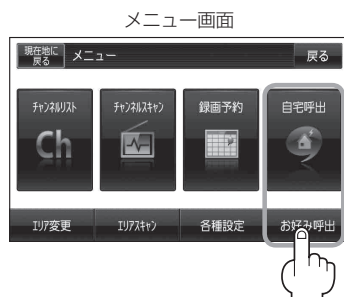 メニュー画面
現在地に
戻る
メニュー
戻る
チャンネルリスト
チャンネルスキャン
録画予約
自宅呼出
Ch
エリア変更
エリアスキャン
各種設定
お好み呼出